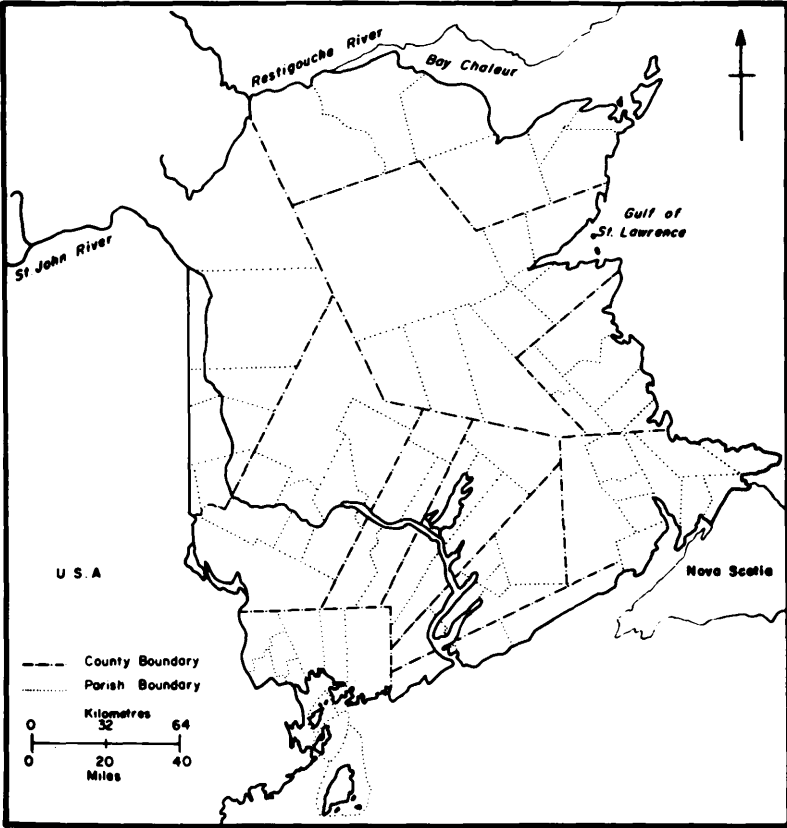 Restigouche River
Bay Chaleur
Gulf of
St. Lawrence
St. John River
U S A
Nova Scotia
County Boundary
Parish Boundary
Kilometres
0 32 64
0 20 40
Miles